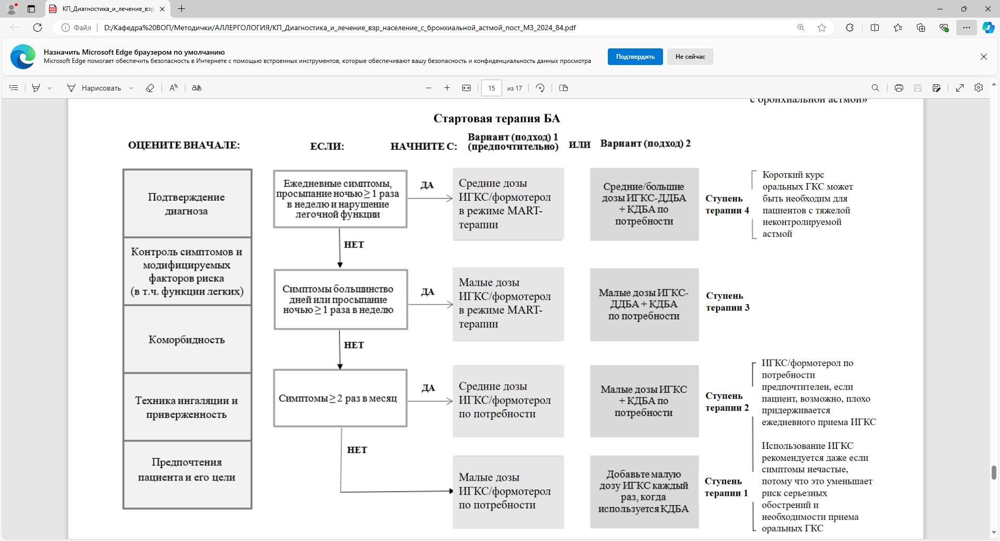 КП_Диагностика_и_лечение_взр
Файл
D:/Кафедра%20ВОП/Методички/АЛЛЕРГОЛОГИЯ/КП_Диагностика_и_лечение_взр_население_с_бронхиальной_астмой_пост_МЗ_2024_84.pdf
Назначить Microsoft Edge браузером по умолчанию
Microsoft Edge помогает обеспечить безопасность в Интернете с помощью встроенных инструментов, которые обеспечивают вашу безопасность и конфиденциальность данных просмотра
Подтвердить
Не сейчас
Нарисовать
15
из 17
с бронхиальной астмой»
Стартовая терапия БА
ОЦЕНИТЕ ВНАЧАЛЕ:
ЕСЛИ:
НАЧНИТЕ С:
Вариант (подход) 1
(предпочтительно)
ИЛИ
Вариант (подход) 2
Подтверждение
диагноза
Контроль симптомов и
модифицируемых
факторов риска
(в т.ч. функции легких)
Коморбидность
Техника ингаляции и
приверженность
Предпочтения
пациента и его цели
Ежедневные симптомы,
просыпание ночью ≥ 1 раза
в неделю и нарушение
легочной функции
ДА
Средние дозы
ИГКС/формотерол
в режиме MART-
терапии
Средние/большие
дозы ИГКС-ДДБА
+ КДБА по
потребности
Ступень
терапии 4
Короткий курс
оральных ГКС может
быть необходим для
пациентов с тяжелой
неконтролируемой
астмой
НЕТ
Симптомы большинство
дней или просыпание
ночью ≥ 1 раза в неделю
ДА
Малые дозы
ИГКС/формотерол
в режиме MART-
терапии
Малые дозы ИГКС-
ДДБА + КДБА
по потребности
Ступень
терапии 3
НЕТ
Симптомы ≥ 2 раз в месяц
ДА
Средние дозы
ИГКС/формотерол
по потребности
Малые дозы ИГКС
+ КДБА по
потребности
Ступень
терапии 2
ИГКС/формотерол по
потребности
предпочтителен, если
пациент, возможно, плохо
придерживается
ежедневного приема ИГКС
НЕТ
Малые дозы
ИГКС/формотерол
по потребности
Добавьте малую
дозу ИГКС каждый
раз, когда
используется КДБА
Ступень
терапии 1
Использование ИГКС
рекомендуется даже если
симптомы нечастые,
потому что это уменьшает
риск серьезных
обострений и
необходимости приема
оральных ГКС